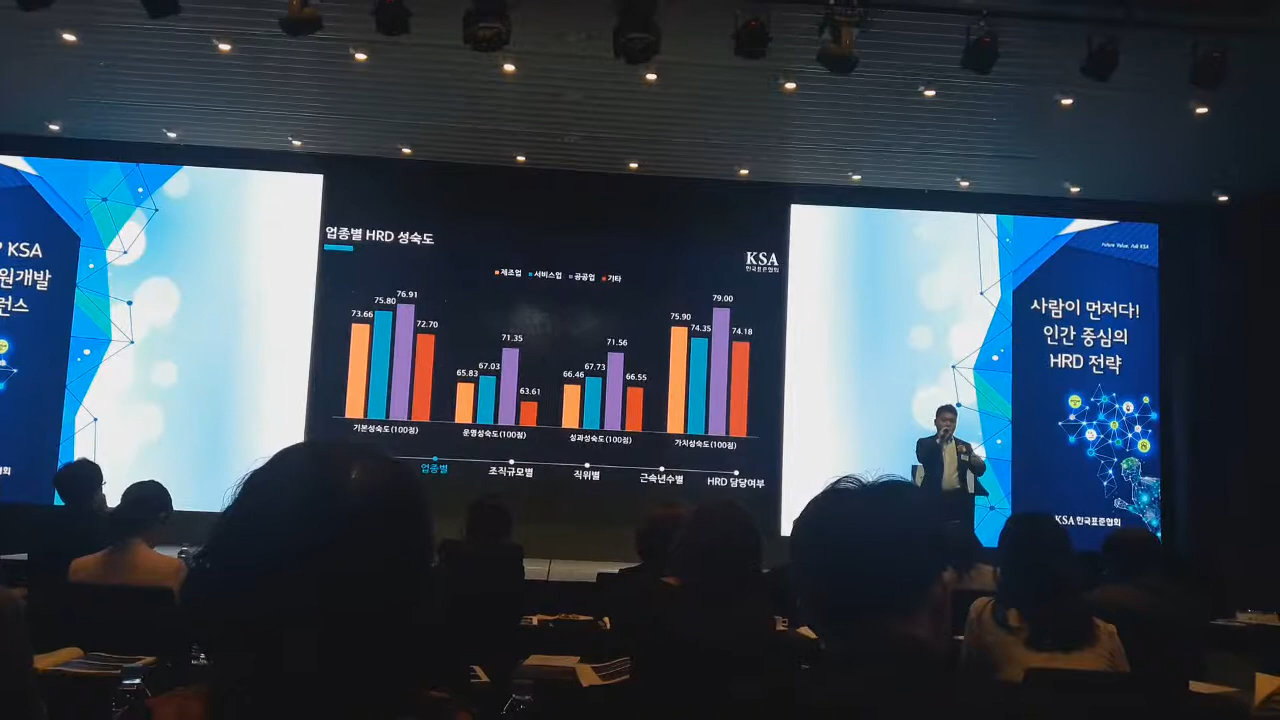 KSA
원개발
런스
업종별 HRD 성숙도
KSA
한국표준협회
제조업 서비스업 공공업 기타
73.66 75.80 76.91 72.70
65.83 67.03 71.35 63.61
66.46 67.73 71.56 66.55
75.90 74.35 79.00 74.18
기본성숙도(100점) 운영성숙도(100점) 성과성숙도(100점) 가치성숙도(100점)
업종별 조직규모별 직위별 근속년수별 HRD 담당여부
Future Value, Add KSA
사람이 먼저다!
인간 중심의
HRD 전략
KSA 한국표준협회